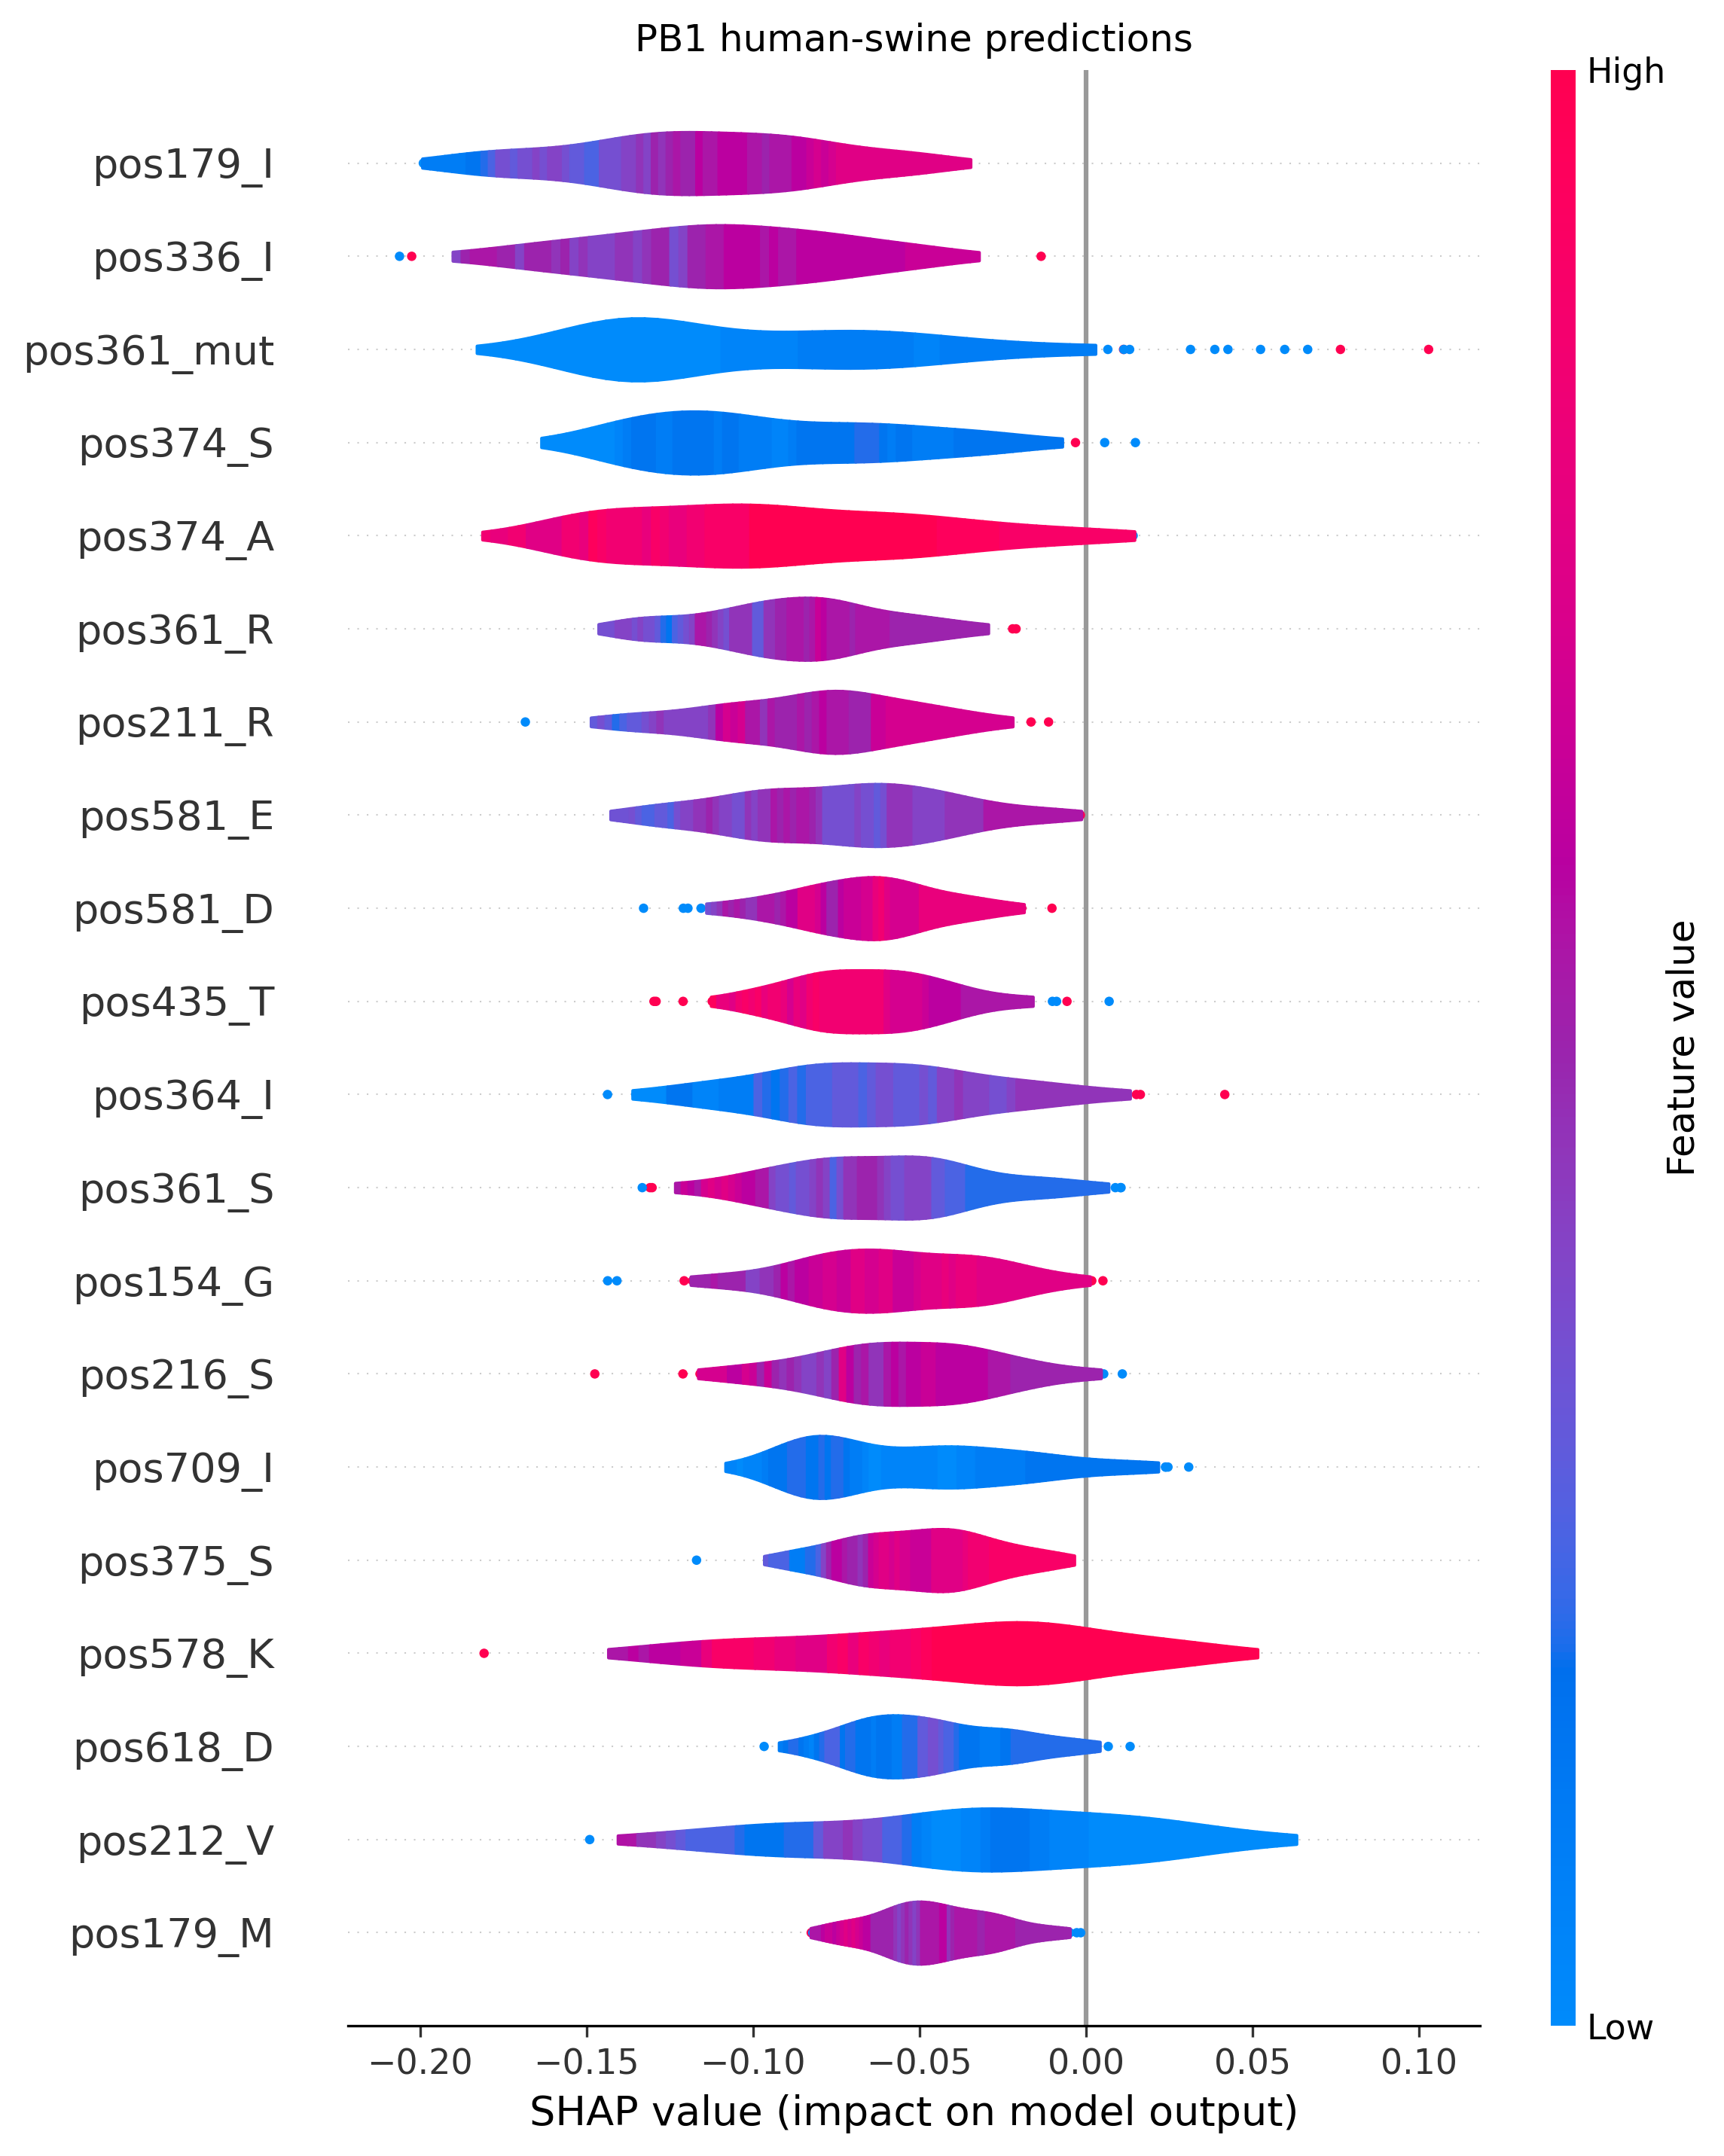 PB1 human-swine predictions
High
pos179_I
pos336_I
pos361_mut
pos374_S
pos374_A
pos361_R
pos211_R
pos581_E
pos581_D
pos435_T
pos364_I
pos361_S
pos154_G
pos216_S
pos709_I
pos375_S
pos578_K
pos618_D
pos212_V
pos179_M
Feature value
Low
−0.20 −0.15 −0.10 −0.05 0.00 0.05 0.10
SHAP value (impact on model output)